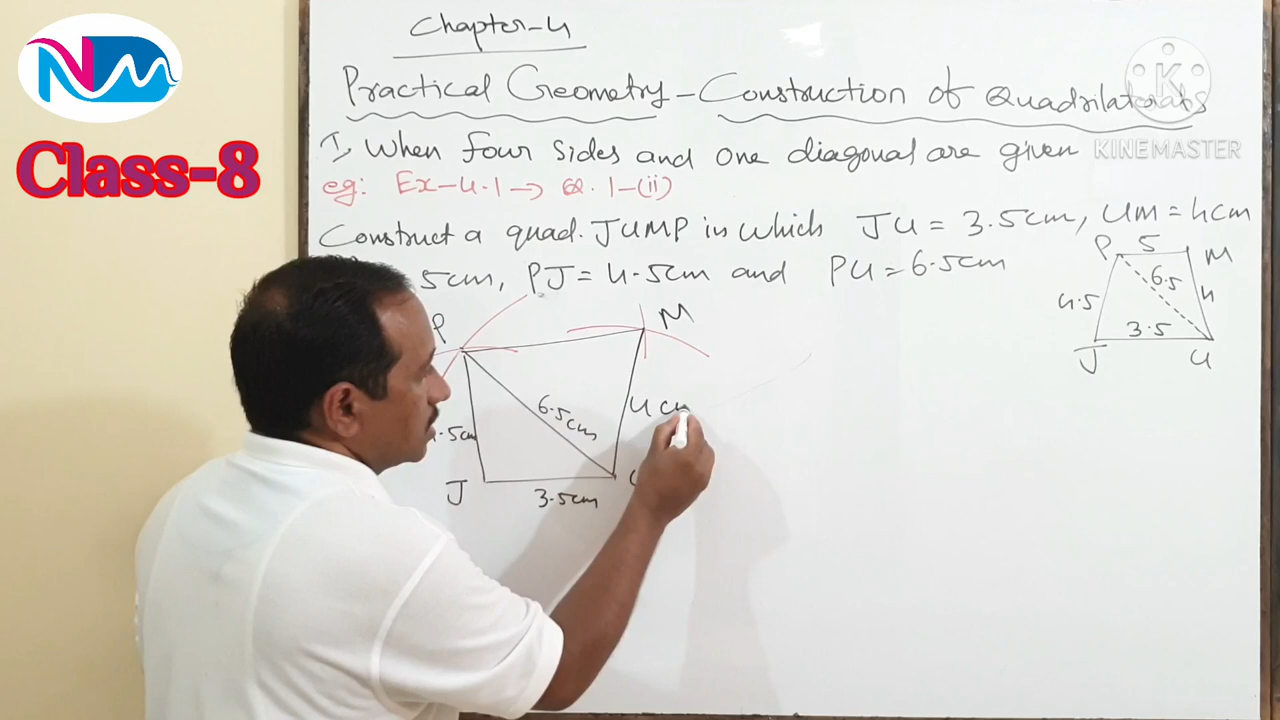 NDM
Class-8
KINEMASTER
Chapter-4
Practical Geometry - Construction of Quadrilaterals
I, When four sides and one diagonal are given
eg: Ex-4.1 → Q.1-(ii)
Construct a quad. JUMP in which JU = 3.5cm, UM = 4cm
5cm, PJ = 4.5cm and PU = 6.5cm
P 5 M
6.5
4.5 4
3.5
J U
P M
6.5cm 4 cm
.5cm
J
3.5cm